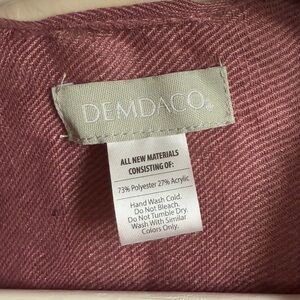 DEMDACO®
ALL NEW MATERIALS
CONSISTING OF:
73% Polyester 27% Acrylic
Hand Wash Cold.
Do Not Bleach.
Do Not Tumble Dry.
Wash With Similar
Colors Only.